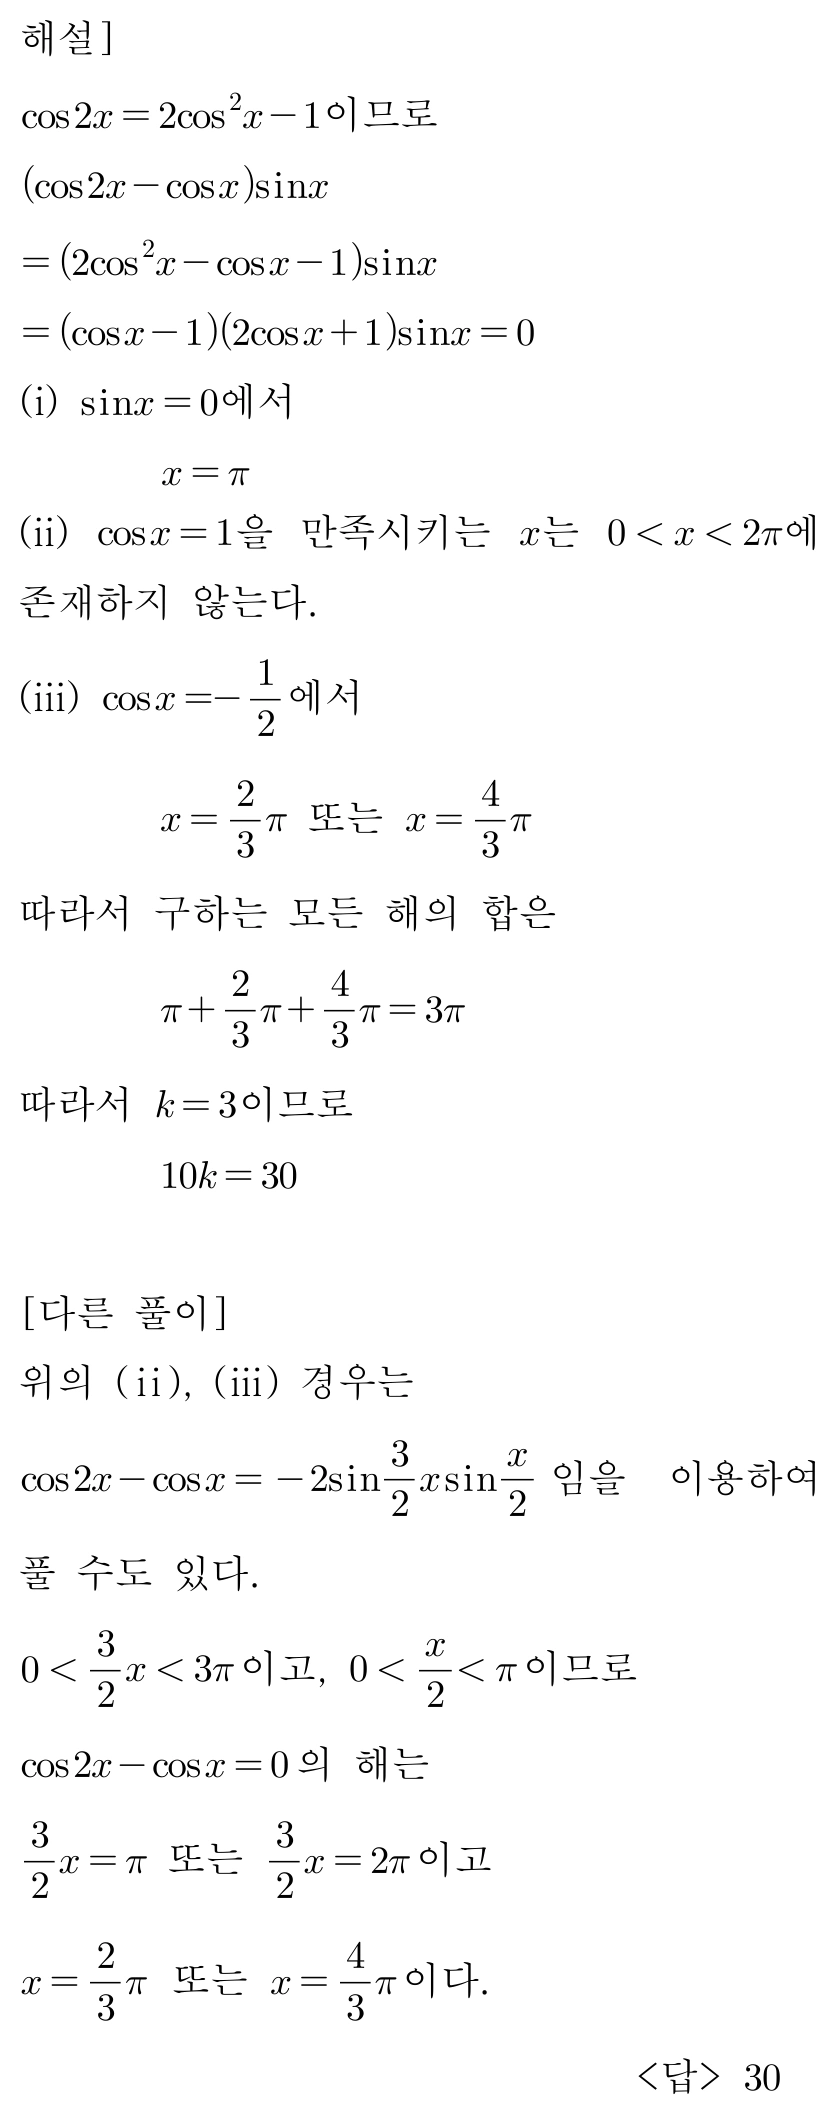 해설]
cos2x=2cos²x-1이므로
(cos2x-cosx)sinx
=(2cos²x-cosx-1)sinx
=(cosx-1)(2cosx+1)sinx=0
(i) sinx=0에서
x=π
(ii) cosx=1을 만족시키는 x는 0<x<2π에
존재하지 않는다.
(iii) cosx=-1/2에서
x=2/3π 또는 x=4/3π
따라서 구하는 모든 해의 합은
π+2/3π+4/3π=3π
따라서 k=3이므로
10k=30
[다른 풀이]
위의 (ii), (iii) 경우는
cos2x-cosx=-2sin3/2xsinx/2 임을 이용하여
풀 수도 있다.
0<3/2x<3π이고, 0<x/2<π이므로
cos2x-cosx=0의 해는
3/2x=π 또는 3/2x=2π이고
x=2/3π 또는 x=4/3π이다.
<답> 30